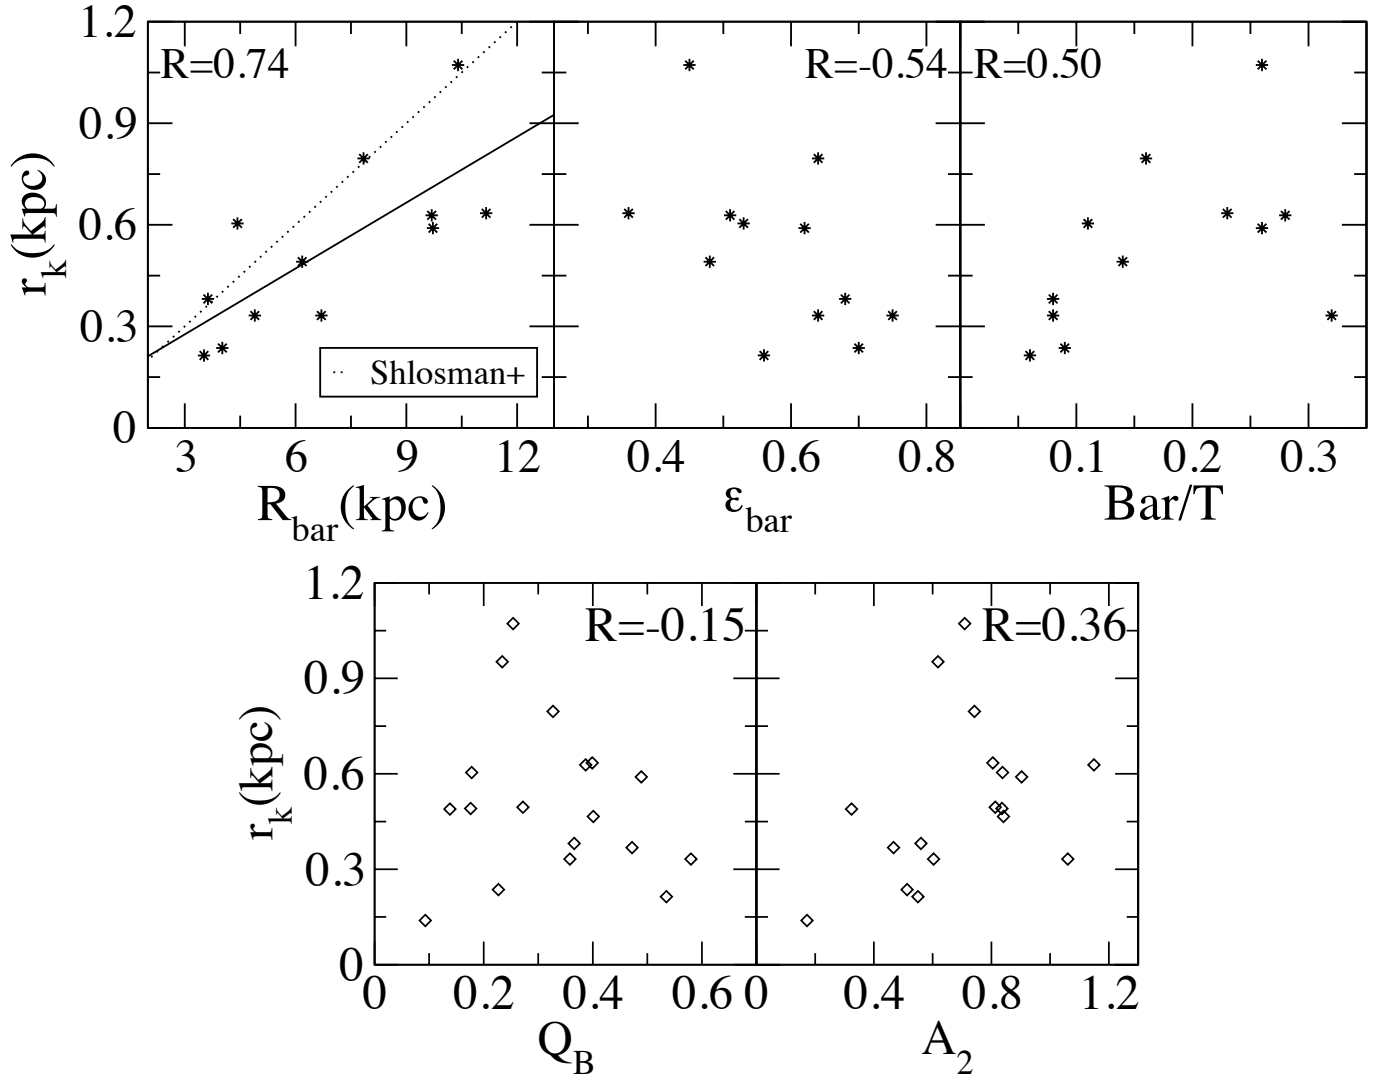 1.2
0.9
0.6
0.3
0
r_k(kpc)
R=0.74
R=-0.54
R=0.50
Shlosman+
3 6 9 12
0.4 0.6 0.8
0.1 0.2 0.3
R_bar(kpc)
ε_bar
Bar/T
1.2
0.9
0.6
0.3
0
r_k(kpc)
R=-0.15
R=0.36
0 0.2 0.4 0.6
0 0.4 0.8 1.2
Q_B
A_2